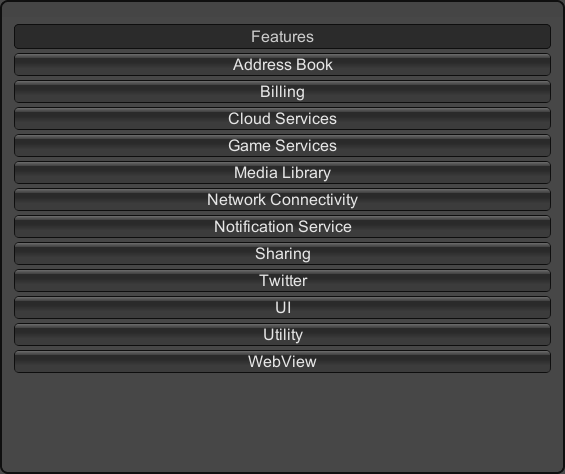 Features
Address Book
Billing
Cloud Services
Game Services
Media Library
Network Connectivity
Notification Service
Sharing
Twitter
UI
Utility
WebView